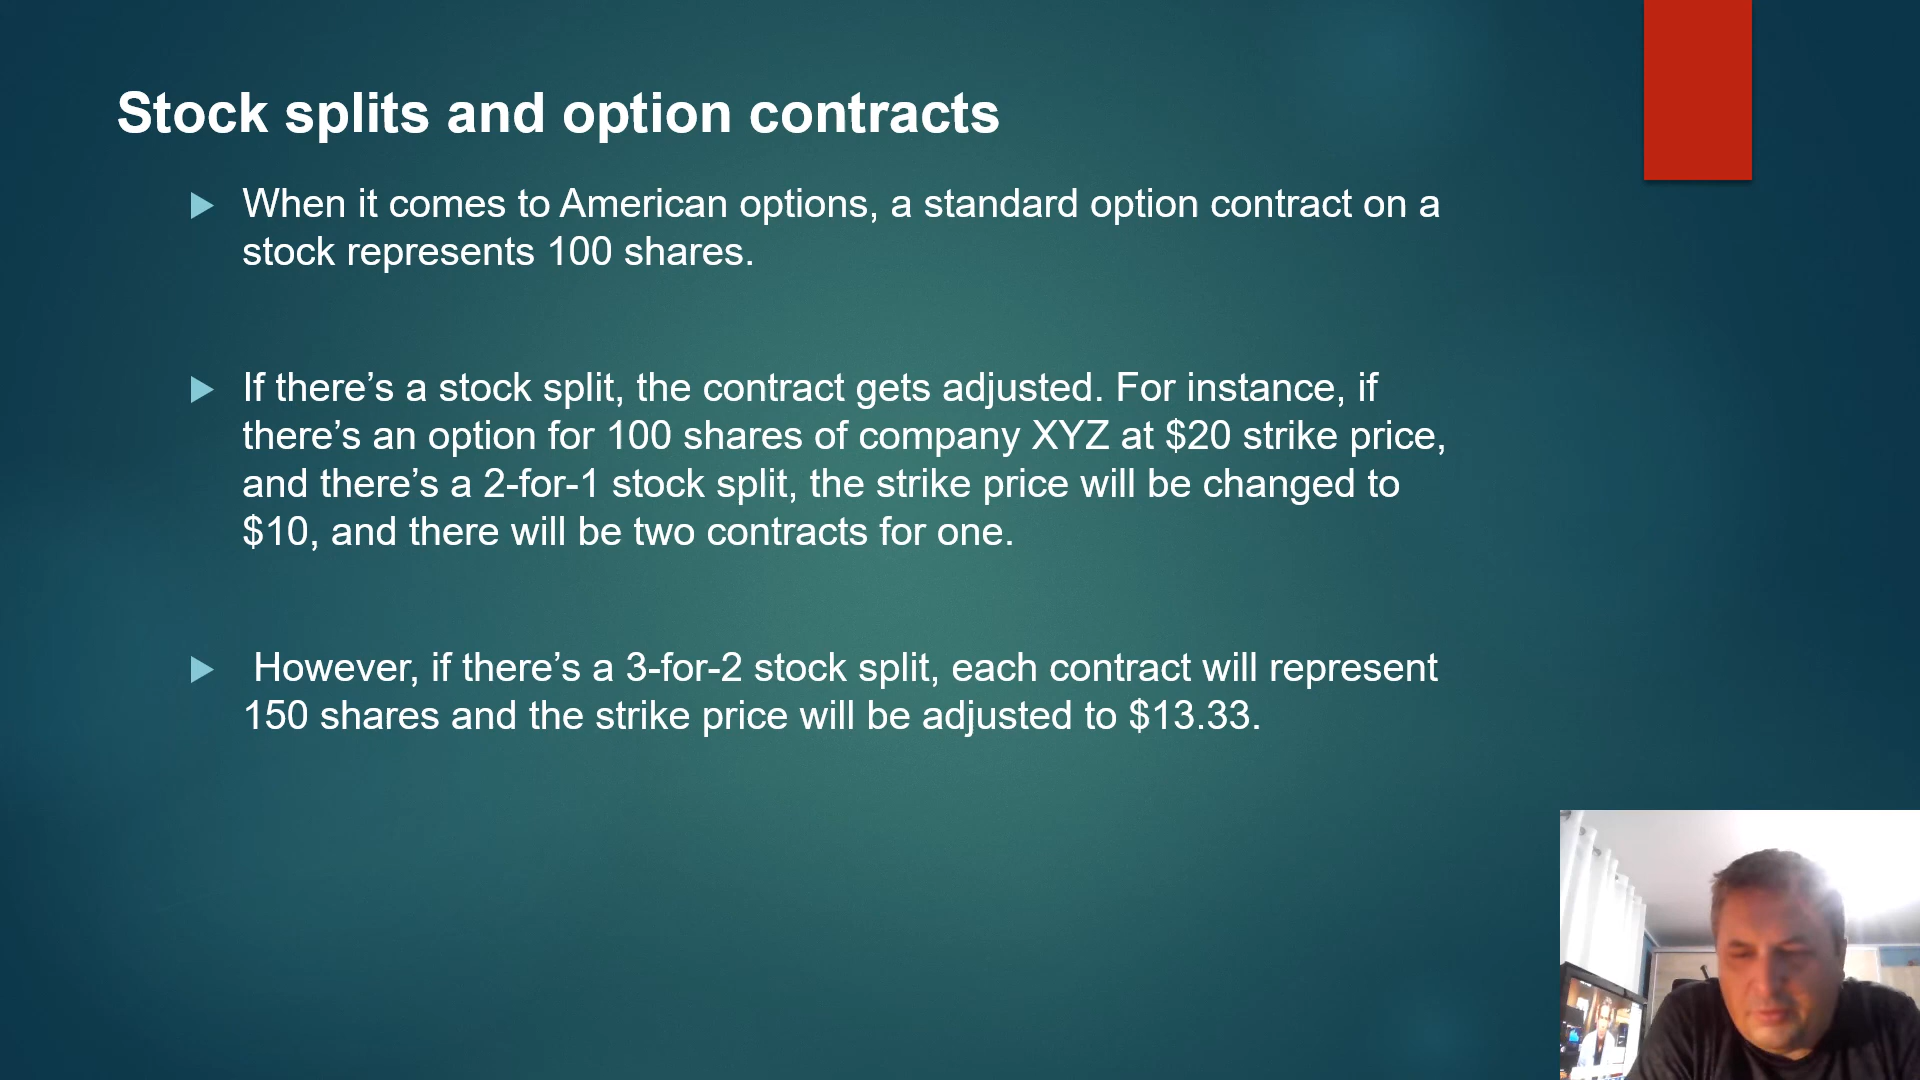 Stock splits and option contracts
When it comes to American options, a standard option contract on a
stock represents 100 shares.
If there’s a stock split, the contract gets adjusted. For instance, if
there’s an option for 100 shares of company XYZ at $20 strike price,
and there’s a 2-for-1 stock split, the strike price will be changed to
$10, and there will be two contracts for one.
However, if there’s a 3-for-2 stock split, each contract will represent
150 shares and the strike price will be adjusted to $13.33.